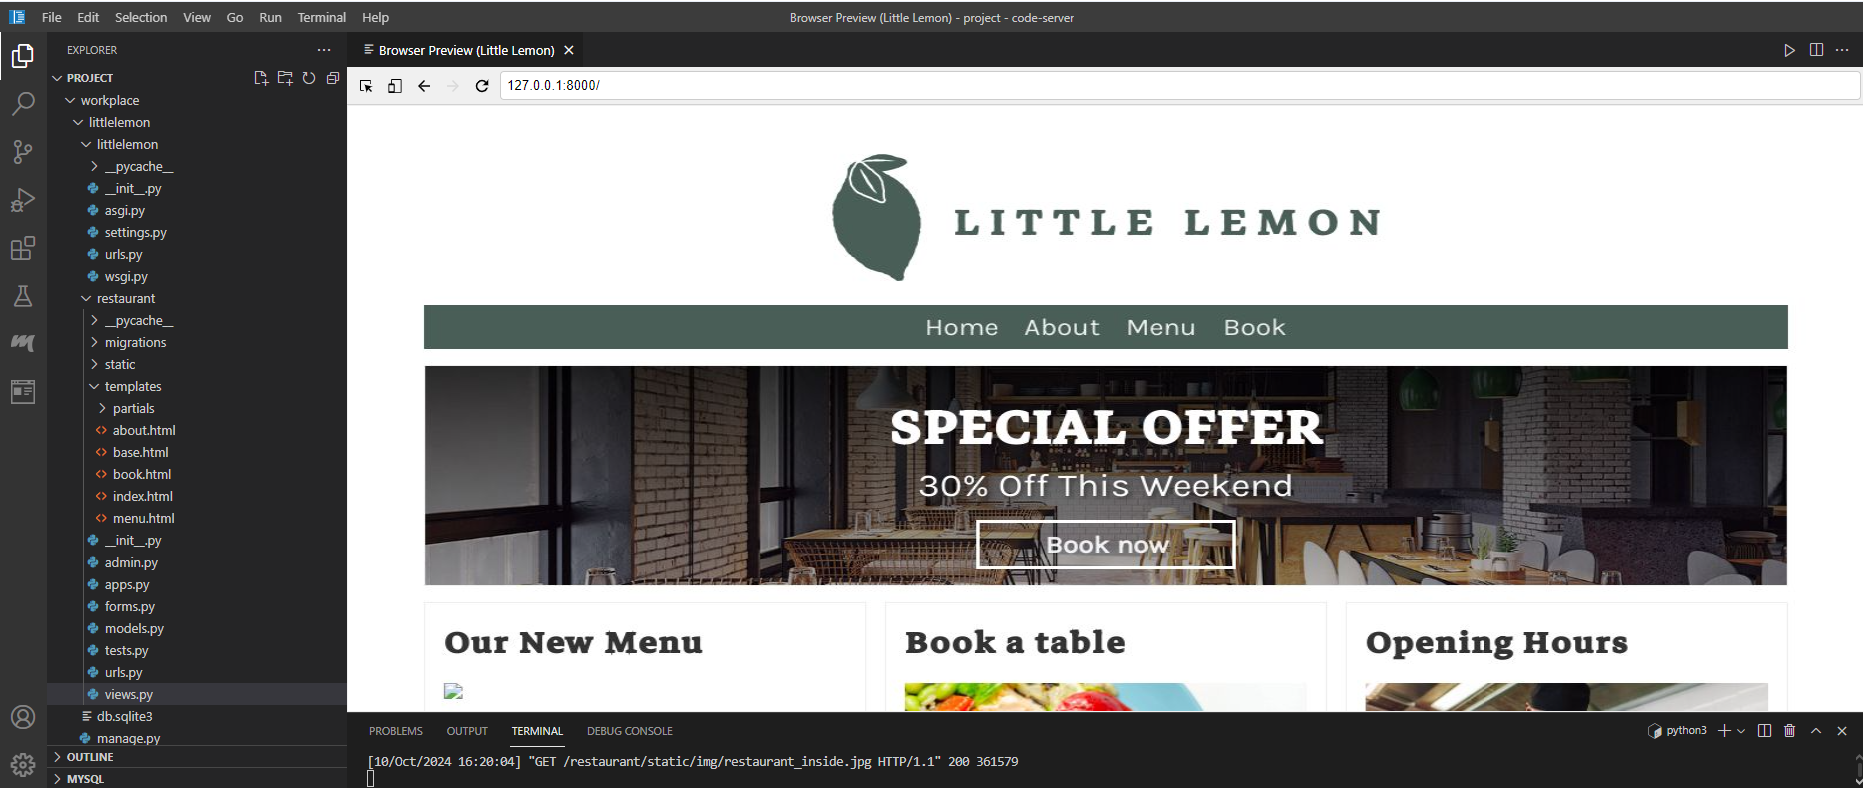 File Edit Selection View Go Run Terminal Help
Browser Preview (Little Lemon) - project - code-server
EXPLORER
Browser Preview (Little Lemon)
PROJECT
127.0.0.1:8000/
workplace
littlelemon
littlelemon
__pycache__
__init__.py
asgi.py
settings.py
urls.py
wsgi.py
restaurant
__pycache__
migrations
static
templates
partials
about.html
base.html
book.html
index.html
menu.html
__init__.py
admin.py
apps.py
forms.py
models.py
tests.py
urls.py
views.py
db.sqlite3
manage.py
OUTLINE
MYSQL
LITTLE LEMON
Home About Menu Book
SPECIAL OFFER
30% Off This Weekend
Book now
Our New Menu
Book a table
Opening Hours
PROBLEMS OUTPUT TERMINAL DEBUG CONSOLE
python3
[10/Oct/2024 16:20:04] "GET /restaurant/static/img/restaurant_inside.jpg HTTP/1.1" 200 361579